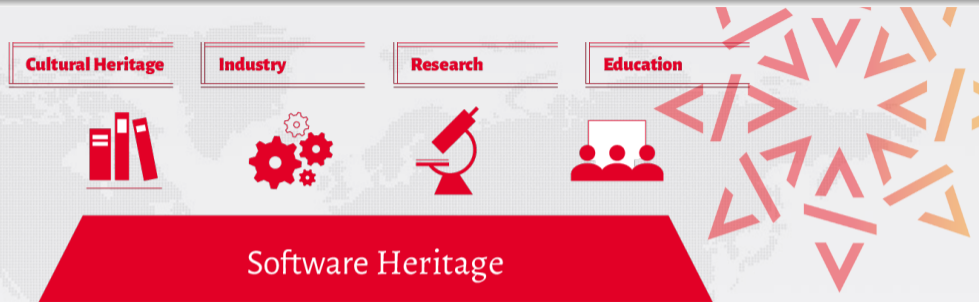 Cultural Heritage
Industry
Research
Education
Software Heritage